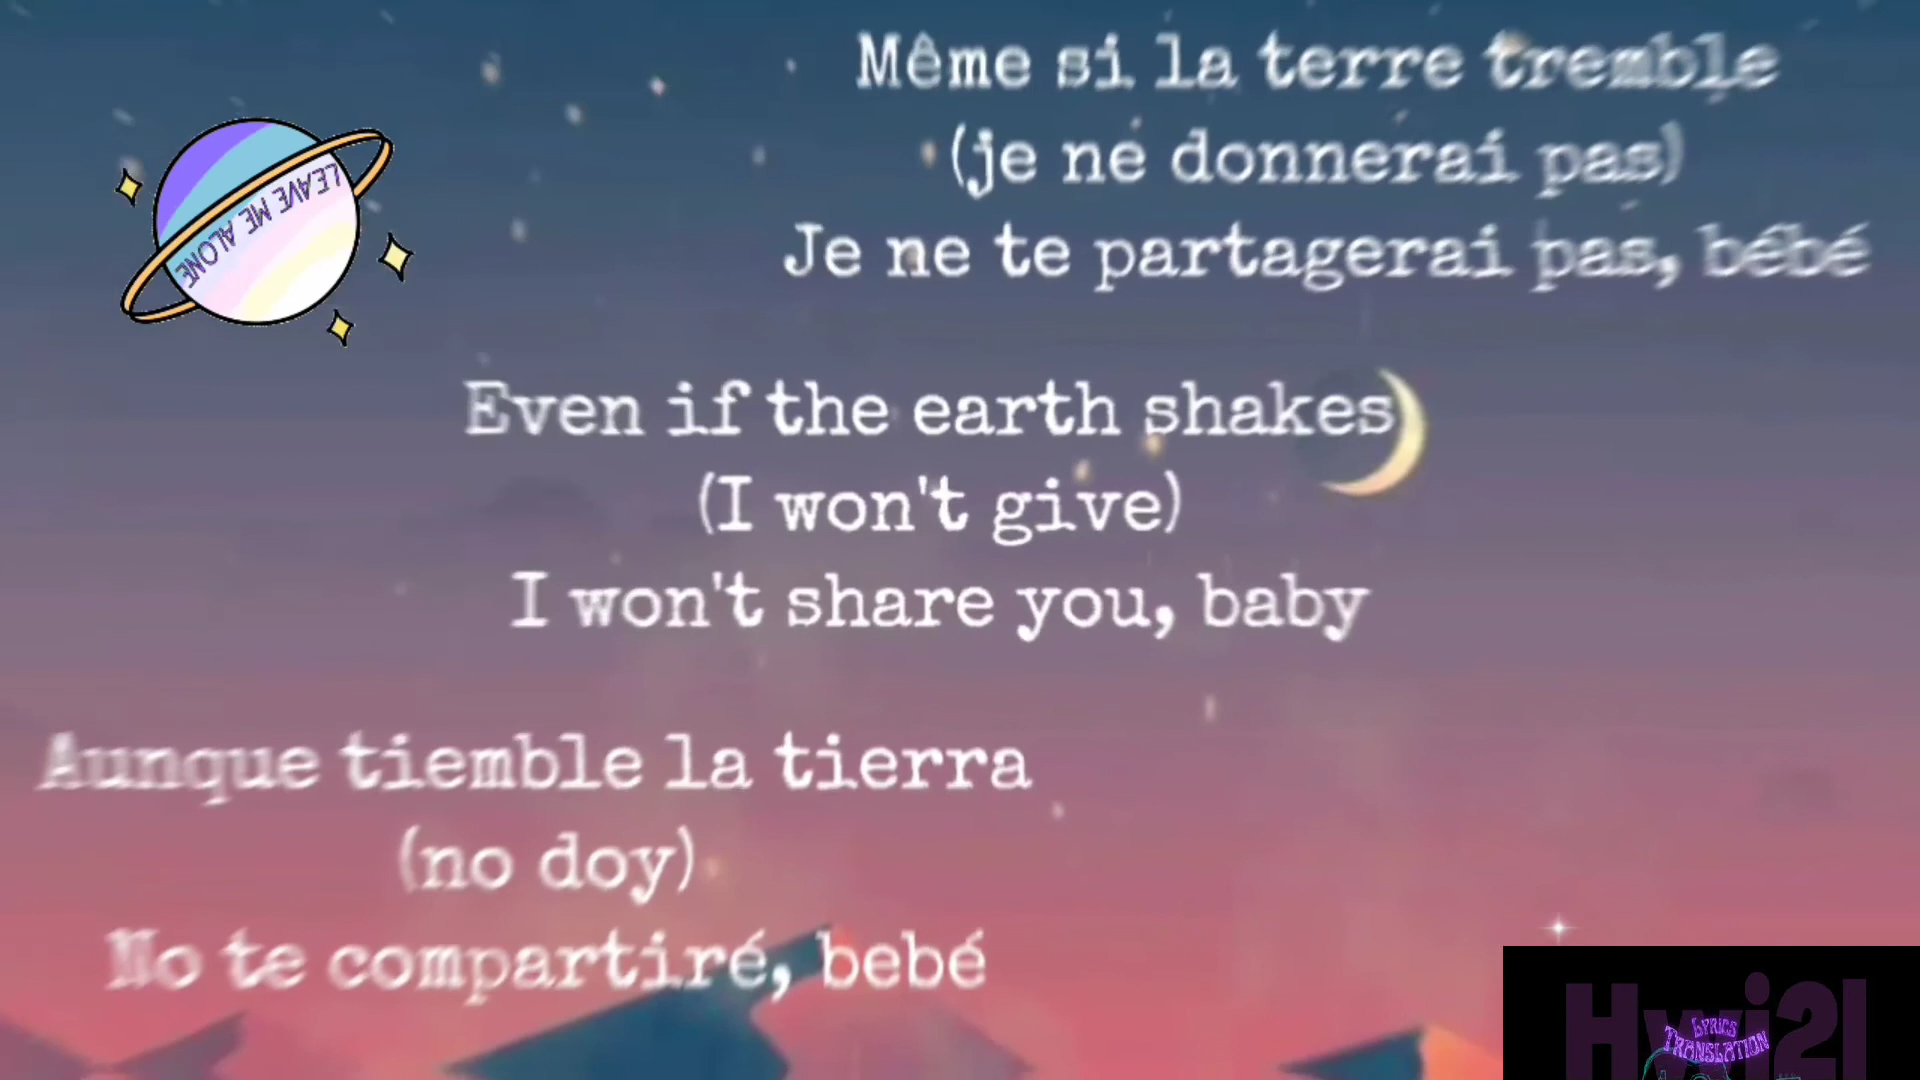 Même si la terre tremble
(je ne donnerai pas)
Je ne te partagerai pas, bébé
LEAVE ME ALONE
Even if the earth shakes
(I won't give)
I won't share you, baby
Aunque tiemble la tierra
(no doy)
No te compartiré, bebé
Hwi21
LYRICS
TRANSLATION